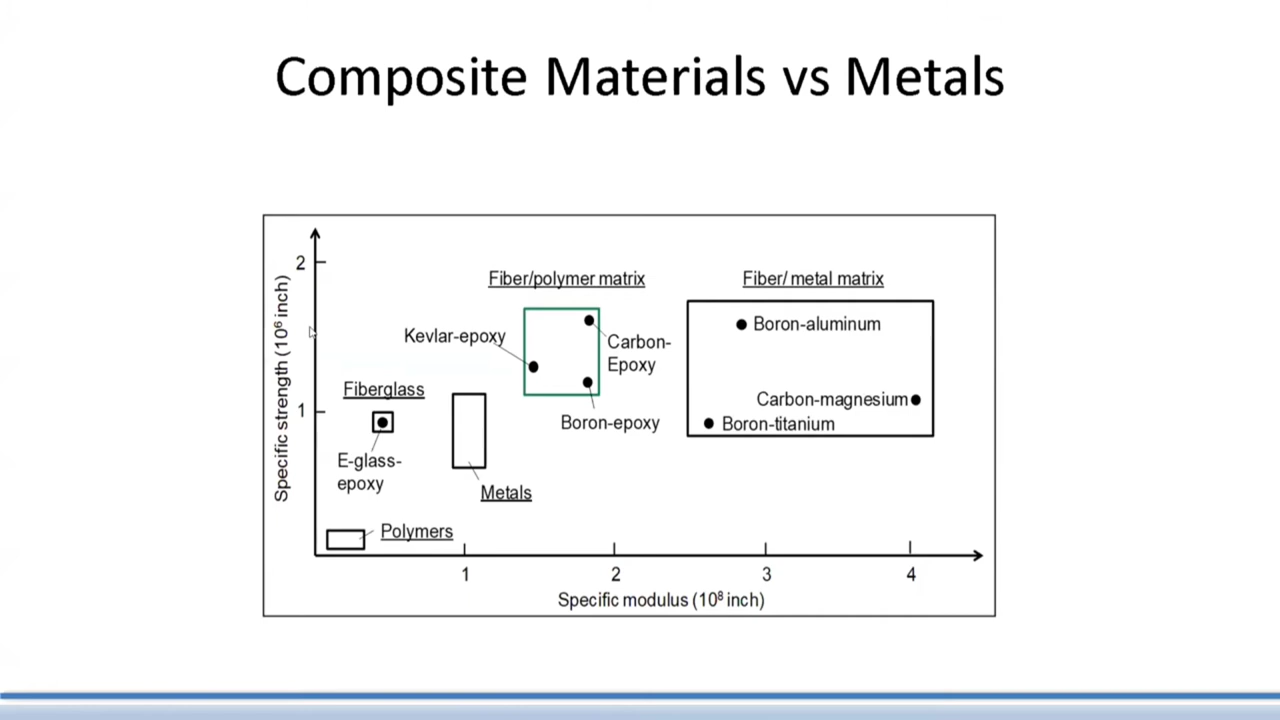 Composite Materials vs Metals
Specific strength (10⁶ inch)
2
1
Fiber/polymer matrix
Fiber/ metal matrix
Kevlar-epoxy
Carbon-
Epoxy
Boron-epoxy
Boron-aluminum
Carbon-magnesium
Boron-titanium
Fiberglass
E-glass-
epoxy
Metals
Polymers
1
2
3
4
Specific modulus (10⁸ inch)